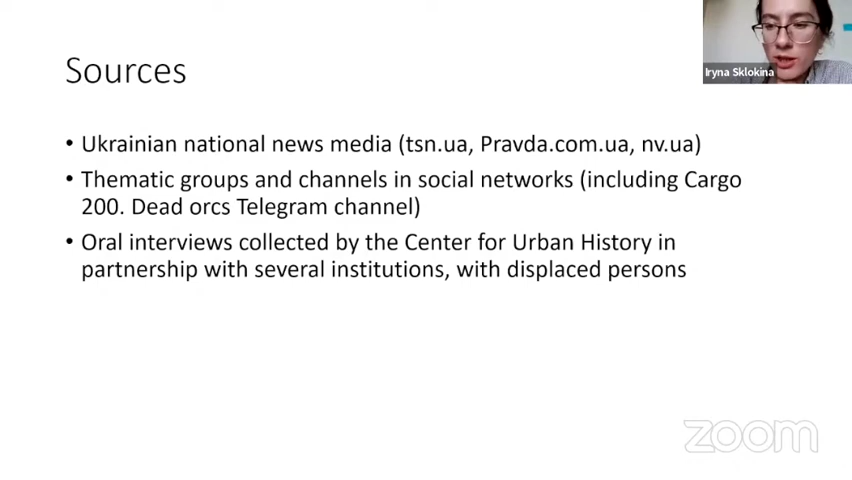 Iryna Sklokina
Sources
• Ukrainian national news media (tsn.ua, Pravda.com.ua, nv.ua)
• Thematic groups and channels in social networks (including Cargo
200. Dead orcs Telegram channel)
• Oral interviews collected by the Center for Urban History in
partnership with several institutions, with displaced persons
zoom